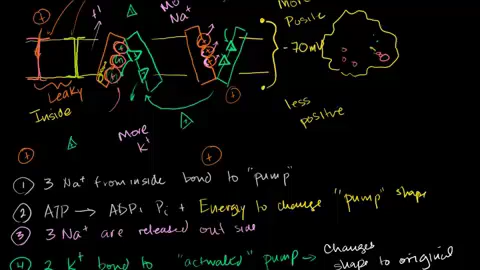 More Positive
More
Na+
-70mV
Leaky
Inside
less
positive
More
K+
1 3 Na+ from inside bond to "pump"
2 ATP → ADP, Pi + Energy to change "pump" shape
3 3 Na+ are released out side
4 2 K+ bond to "activated" pump → changes
shape to original